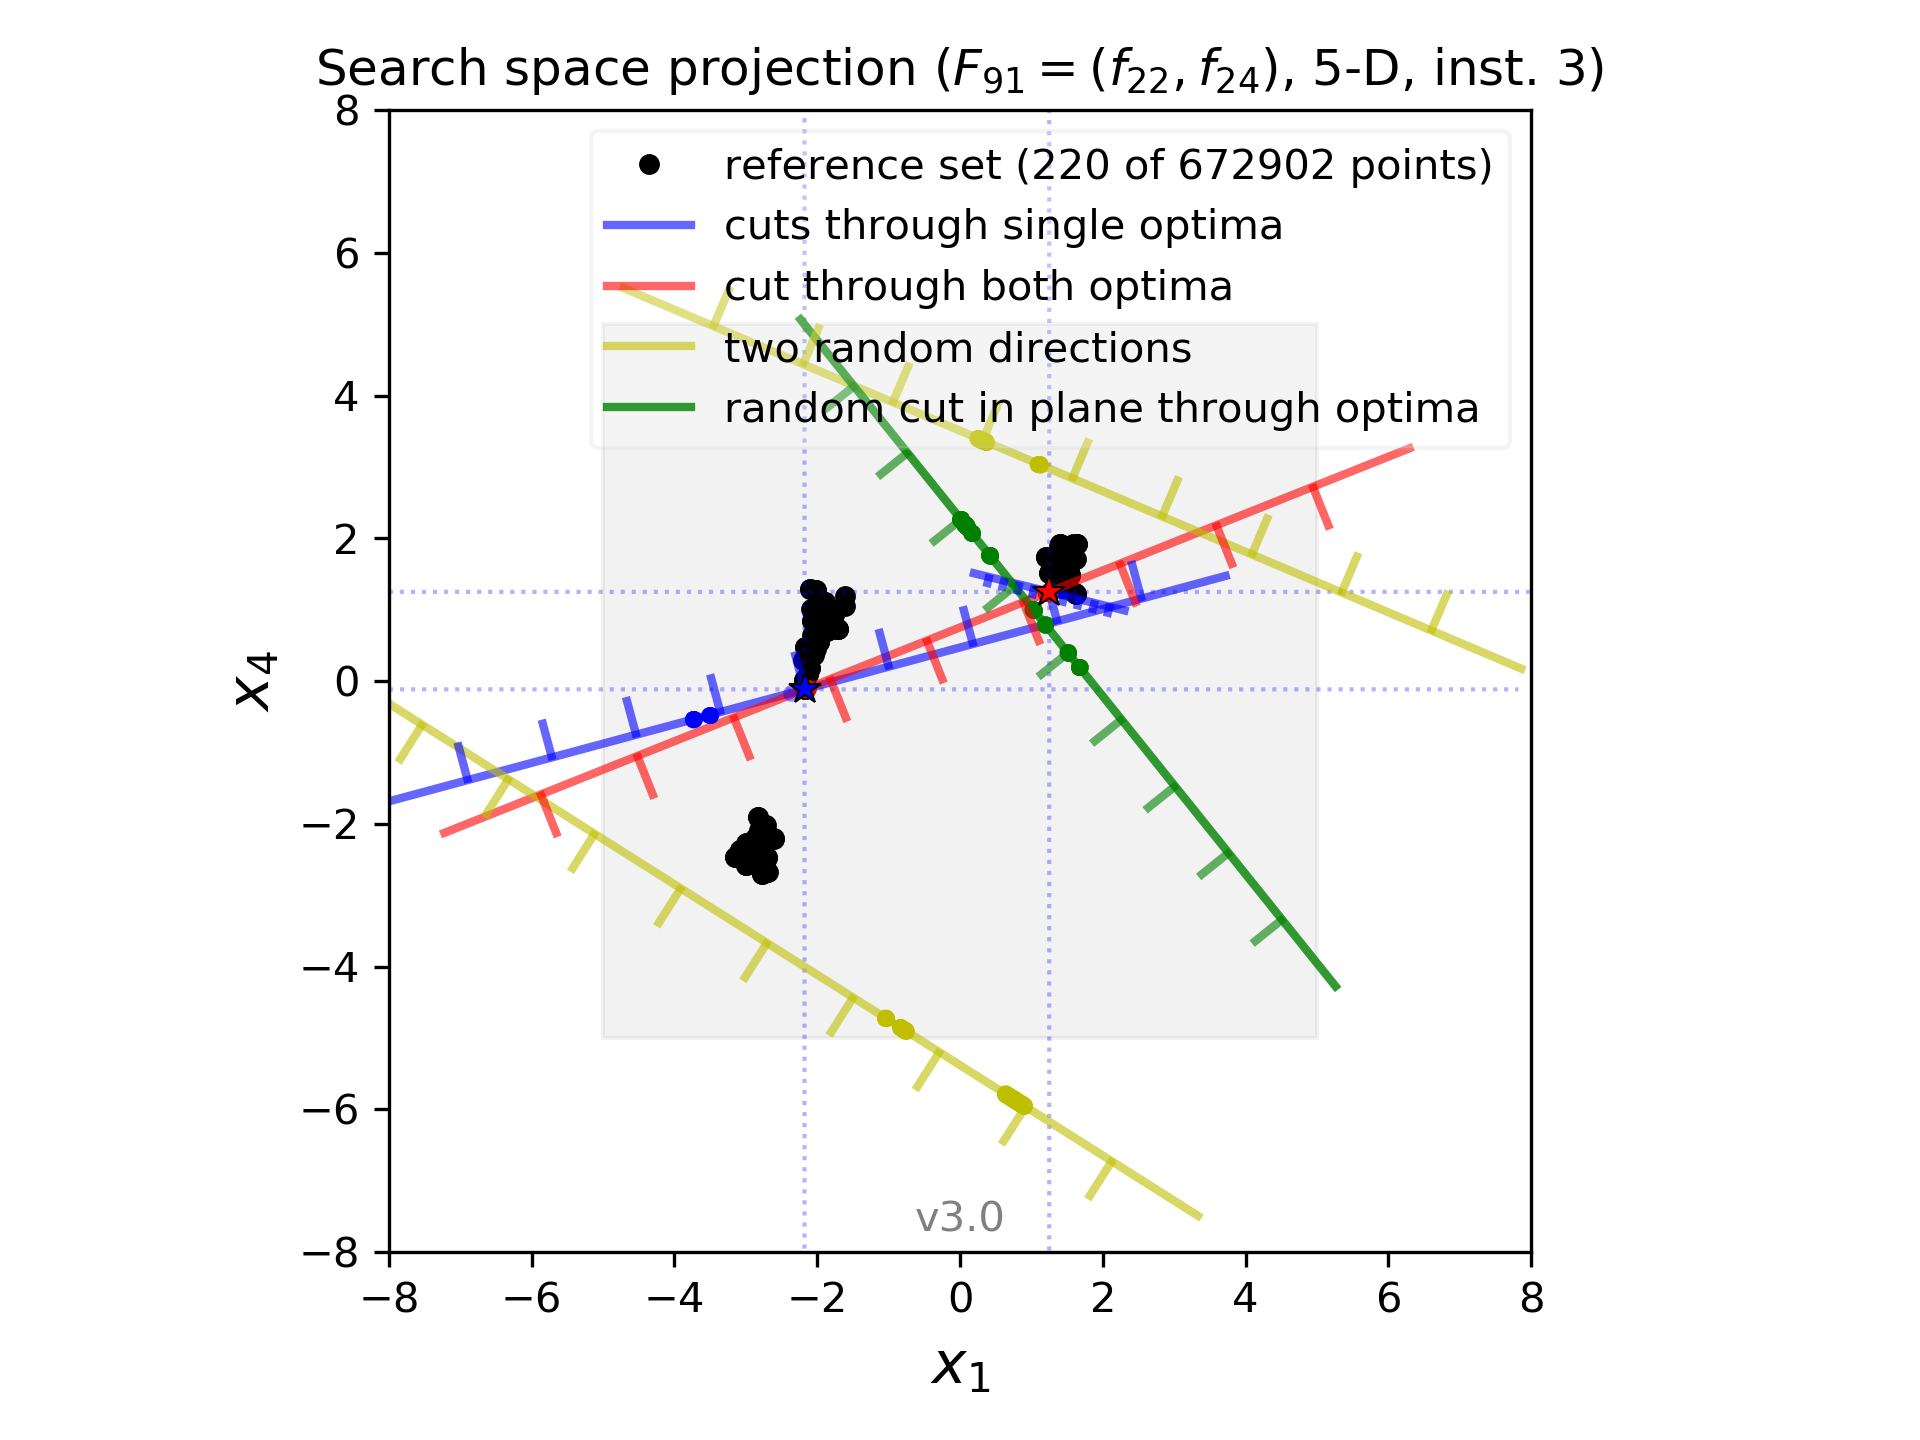 Search space projection (F91 = (f22, f24), 5-D, inst. 3)
8
6
4
2
0
−2
−4
−6
−8
x4
reference set (220 of 672902 points)
cuts through single optima
cut through both optima
two random directions
random cut in plane through optima
v3.0
−8 −6 −4 −2 0 2 4 6 8
x1